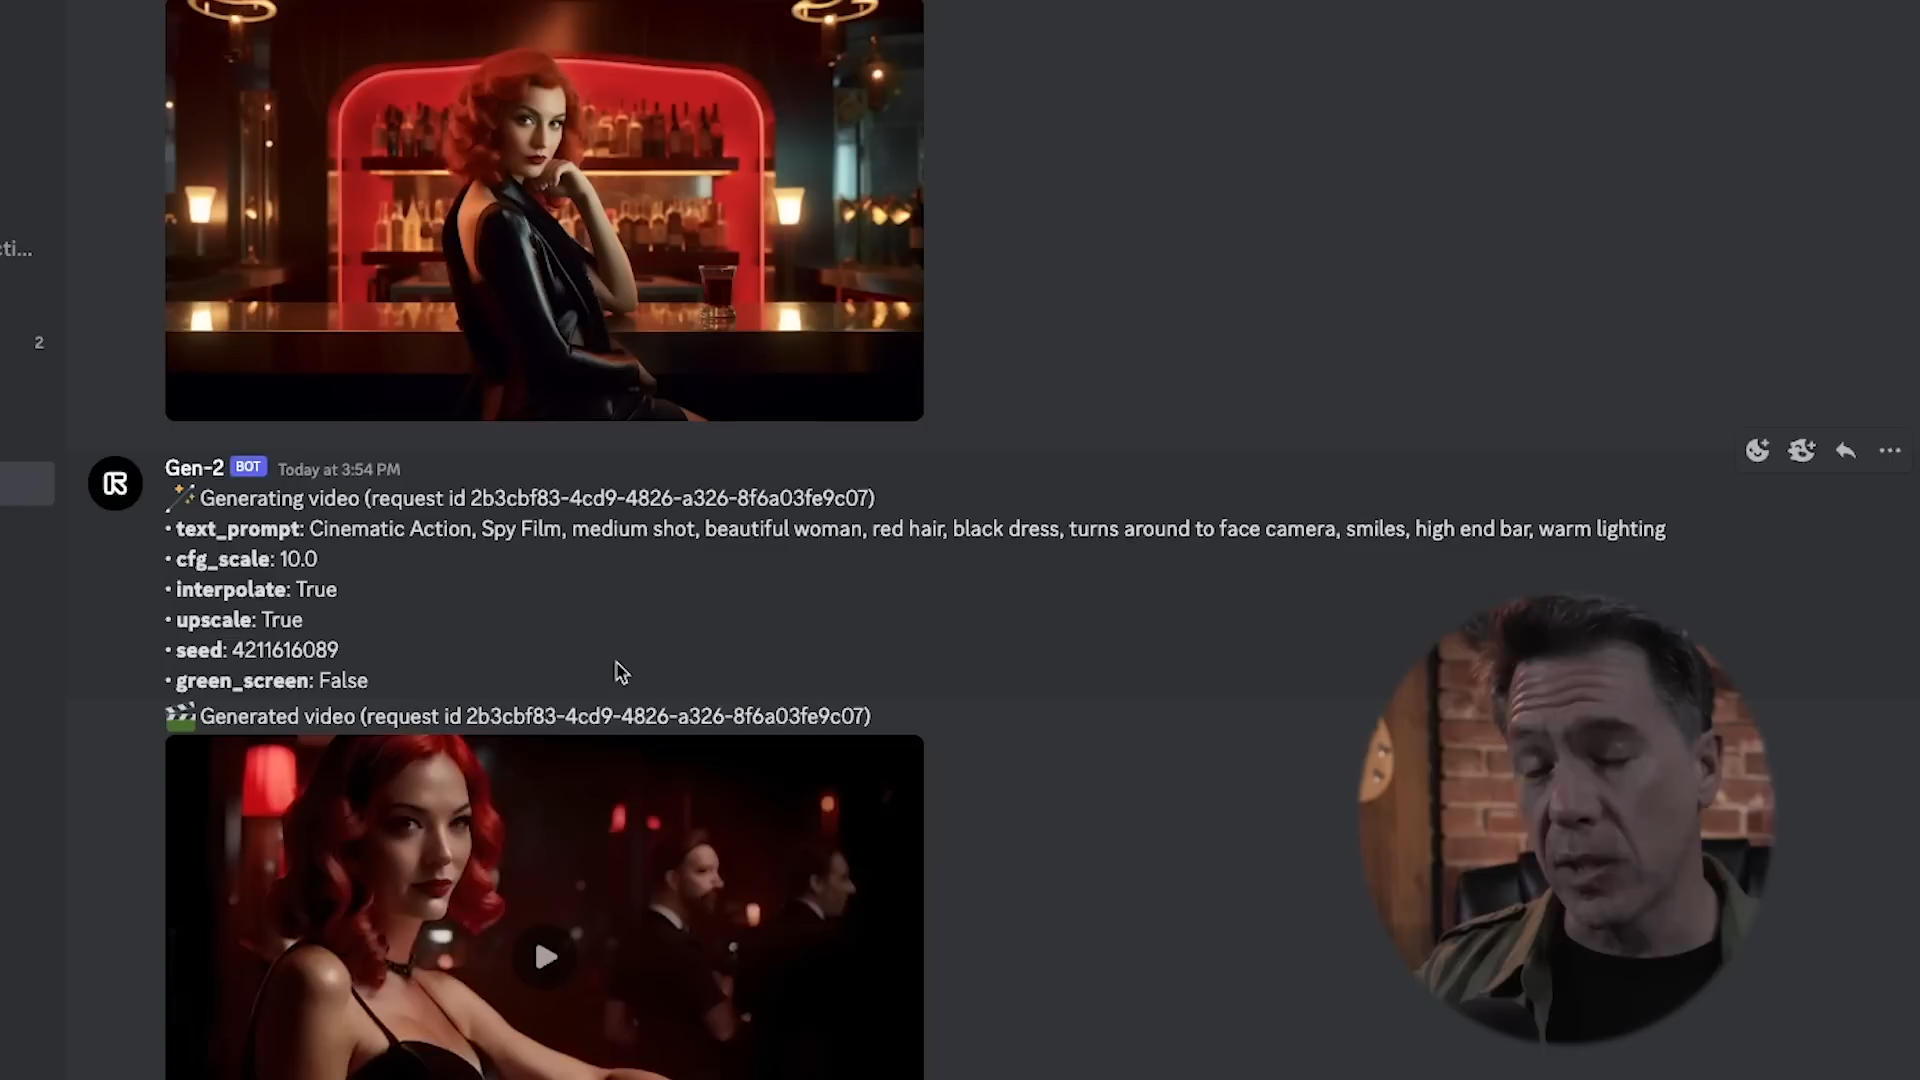 cti...
2
Gen-2 BOT Today at 3:54 PM
Generating video (request id 2b3cbf83-4cd9-4826-a326-8f6a03fe9c07)
• text_prompt: Cinematic Action, Spy Film, medium shot, beautiful woman, red hair, black dress, turns around to face camera, smiles, high end bar, warm lighting
• cfg_scale: 10.0
• interpolate: True
• upscale: True
• seed: 4211616089
• green_screen: False
Generated video (request id 2b3cbf83-4cd9-4826-a326-8f6a03fe9c07)